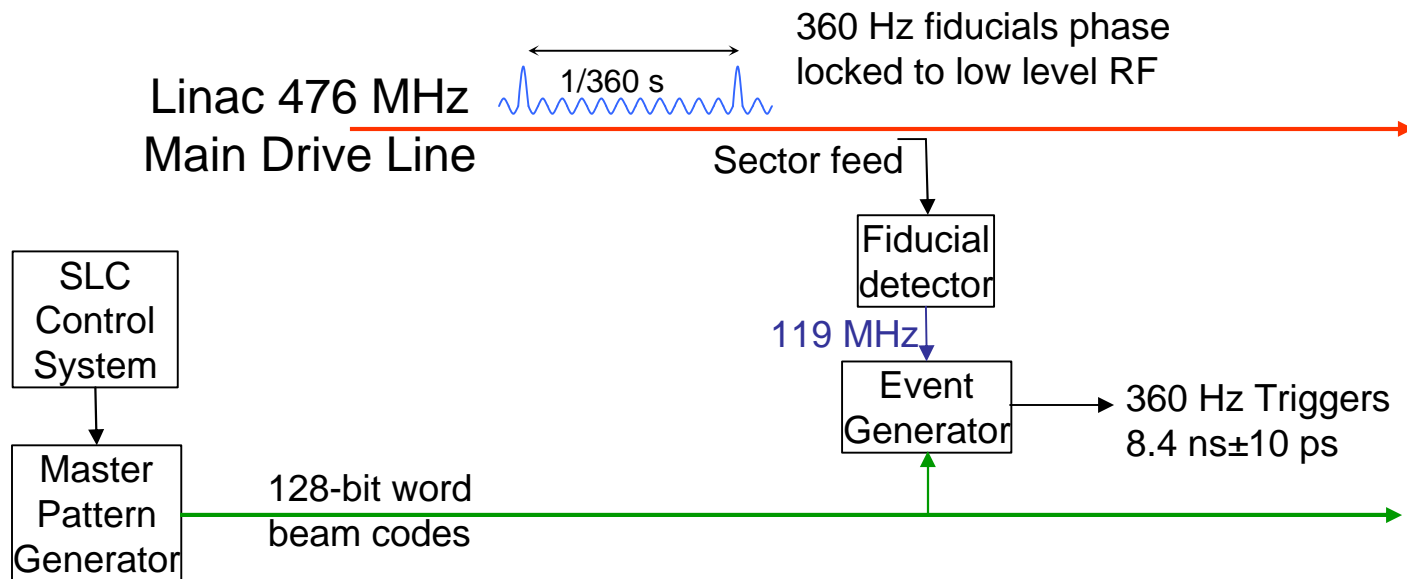 360 Hz fiducials phase
locked to low level RF
1/360 s
Linac 476 MHz
Main Drive Line
Sector feed
Fiducial
detector
SLC
Control
System
119 MHz
Event
Generator
360 Hz Triggers
8.4 ns±10 ps
Master
Pattern
Generator
128-bit word
beam codes